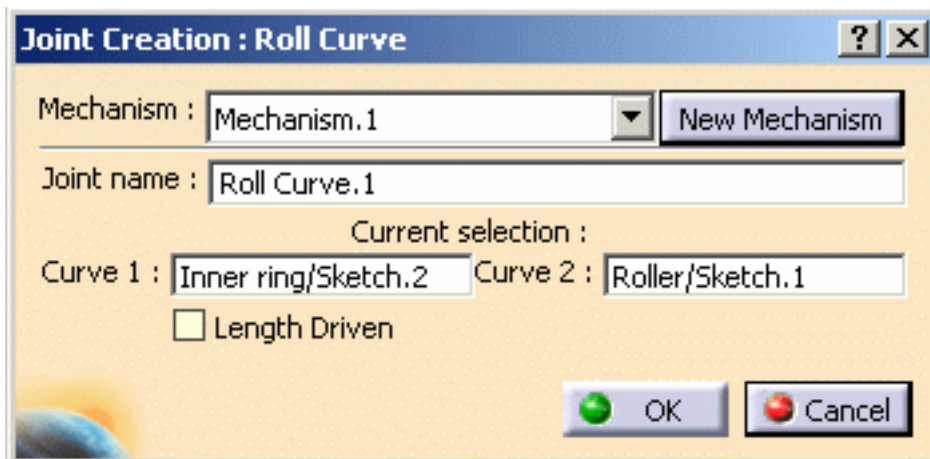 Joint Creation : Roll Curve ? X
Mechanism : Mechanism.1 New Mechanism
Joint name : Roll Curve.1
Current selection :
Curve 1 : Inner ring/Sketch.2 Curve 2 : Roller/Sketch.1
Length Driven
OK Cancel